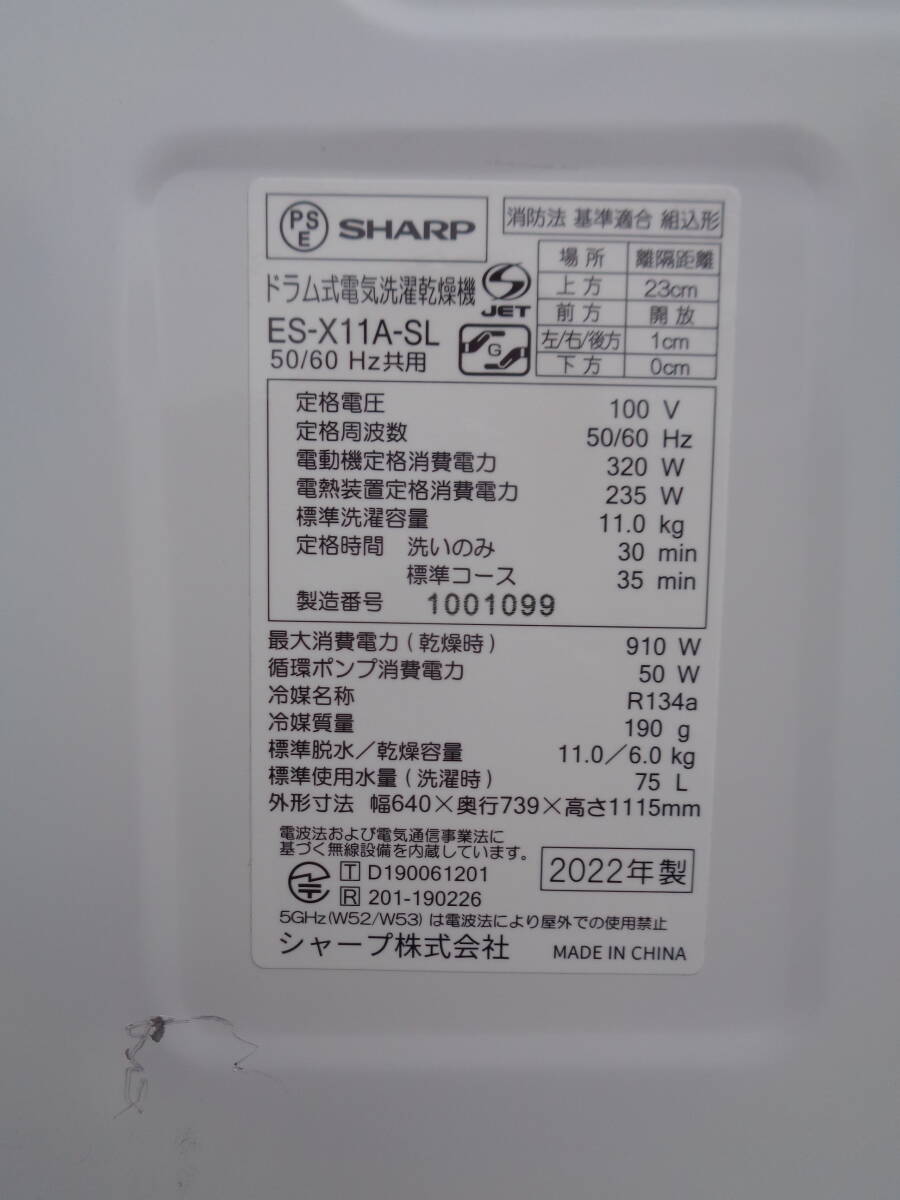 PSE SHARP
消防法 基準適合 組込形
場所 離隔距離
上方 23cm
前方 開放
左/右/後方 1cm
下方 0cm
ドラム式電気洗濯乾燥機
JET
ES-X11A-SL
G
50/60 Hz共用
定格電圧 100 V
定格周波数 50/60 Hz
電動機定格消費電力 320 W
電熱装置定格消費電力 235 W
標準洗濯容量 11.0 kg
定格時間 洗いのみ 30 min
標準コース 35 min
製造番号 1001099
最大消費電力(乾燥時) 910 W
循環ポンプ消費電力 50 W
冷媒名称 R134a
冷媒質量 190 g
標準脱水/乾燥容量 11.0/6.0 kg
標準使用水量(洗濯時) 75 L
外形寸法 幅640×奥行739×高さ1115mm
電波法および電気通信事業法に
基づく無線設備を内蔵しています。
T D190061201
R 201-190226
2022年製
5GHz(W52/W53)は電波法により屋外での使用禁止
シャープ株式会社 MADE IN CHINA